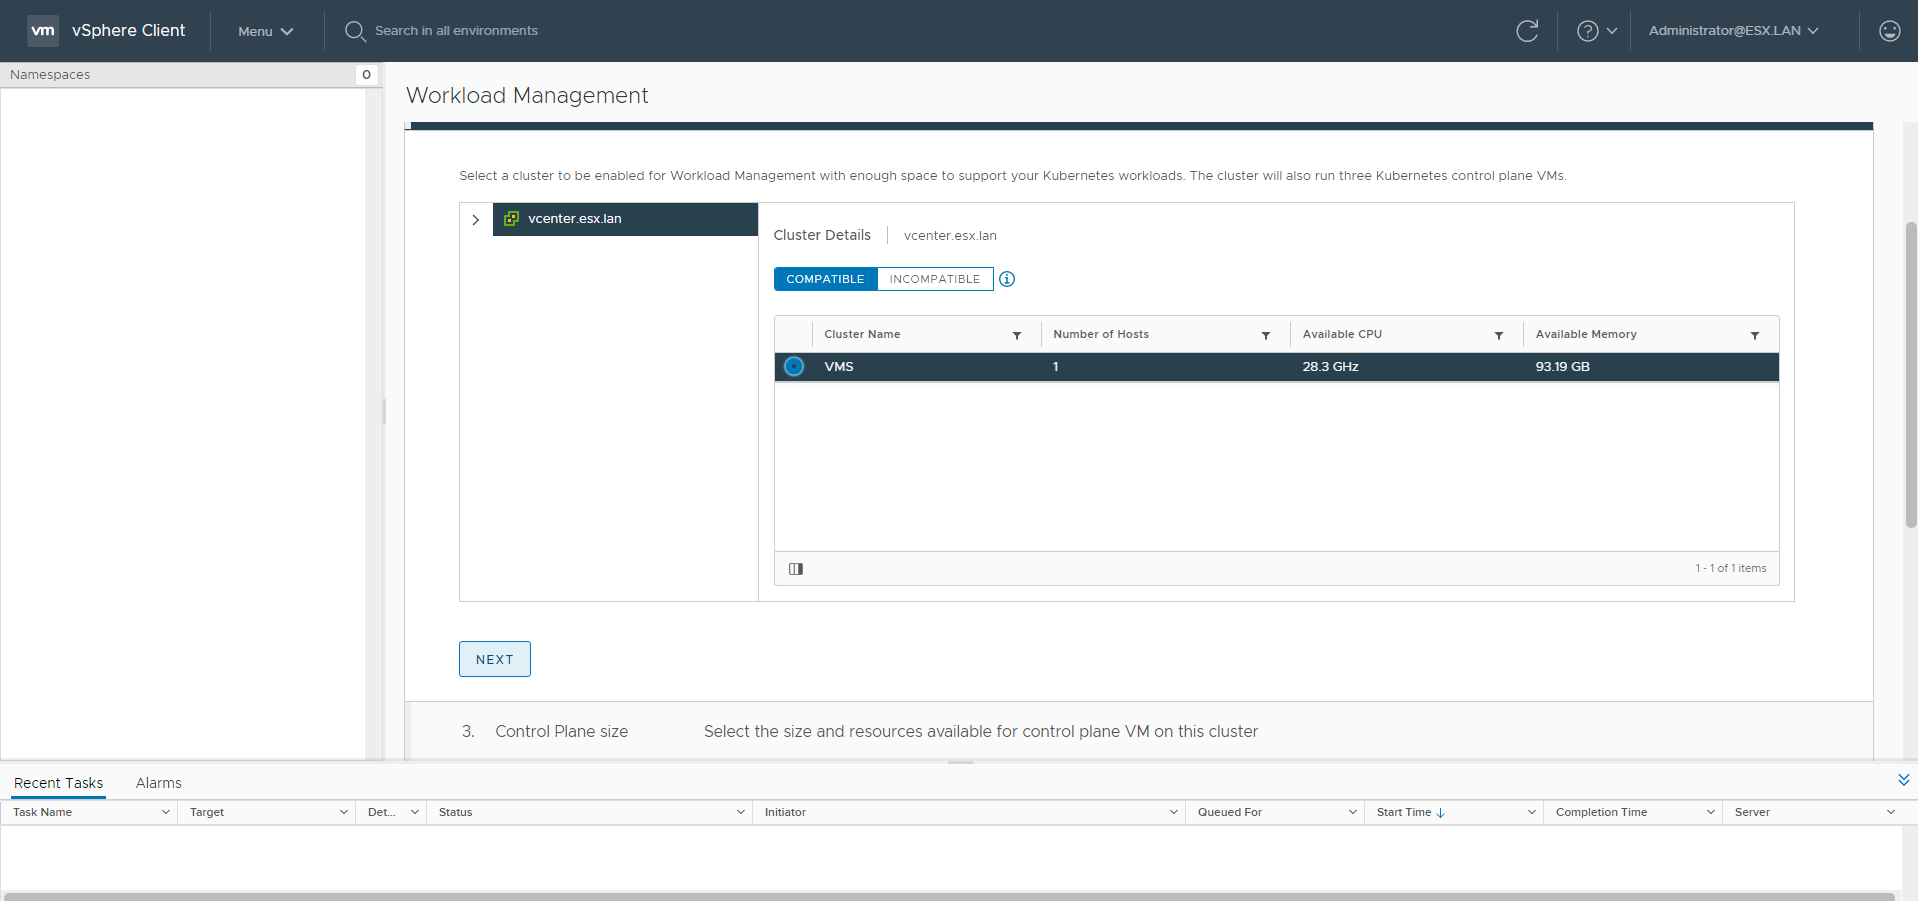 vm vSphere Client Menu Search in all environments ? Administrator@ESX.LAN
Namespaces 0
Workload Management
Select a cluster to be enabled for Workload Management with enough space to support your Kubernetes workloads. The cluster will also run three Kubernetes control plane VMs.
vcenter.esx.lan
Cluster Details vcenter.esx.lan
COMPATIBLE INCOMPATIBLE i
Cluster Name Number of Hosts Available CPU Available Memory
VMS 1 28.3 GHz 93.19 GB
1 - 1 of 1 items
NEXT
3. Control Plane size Select the size and resources available for control plane VM on this cluster
Recent Tasks Alarms
Task Name Target Det... Status Initiator Queued For Start Time Completion Time Server